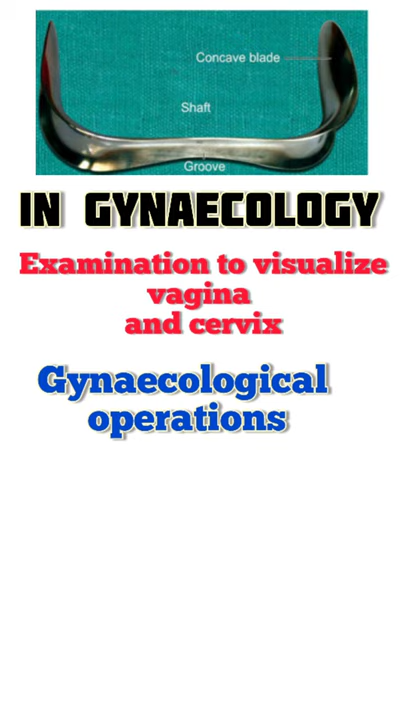 Concave blade
Shaft
Groove
IN GYNAECOLOGY
Examination to visualize
vagina
and cervix
Gynaecological
operations